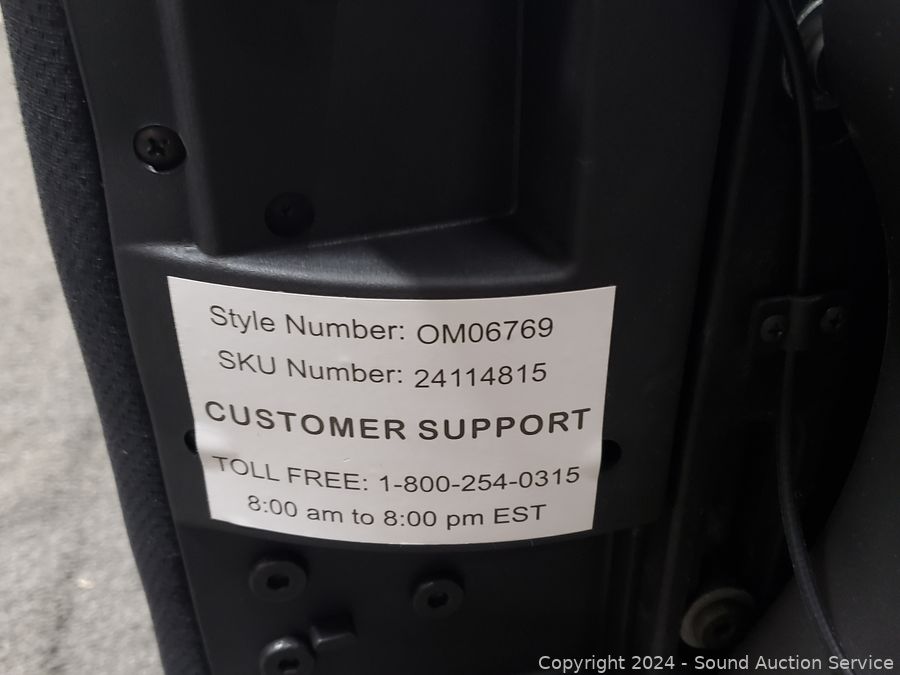 Style Number: OM06769
SKU Number: 24114815
CUSTOMER SUPPORT
TOLL FREE: 1-800-254-0315
8:00 am to 8:00 pm EST
Copyright 2024 - Sound Auction Service